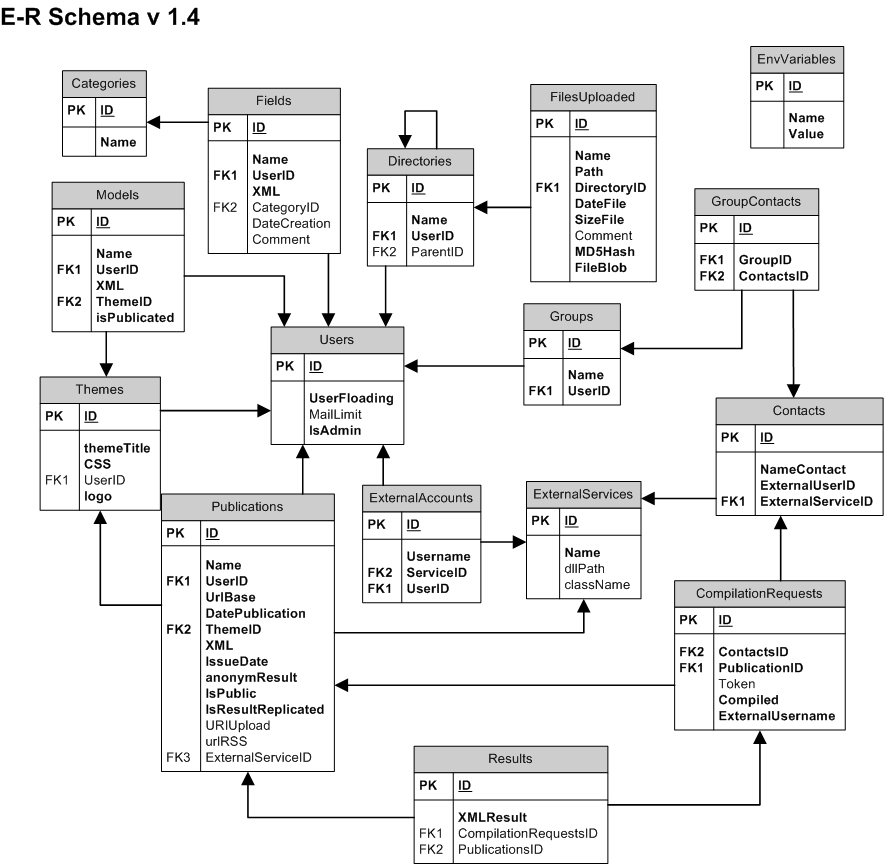 E-R Schema v 1.4
Categories
PK ID
Name
Fields
PK ID
Name
FK1 UserID
XML
FK2 CategoryID
DateCreation
Comment
Directories
PK ID
Name
FK1 UserID
FK2 ParentID
FilesUploaded
PK ID
Name
Path
FK1 DirectoryID
DateFile
SizeFile
Comment
MD5Hash
FileBlob
EnvVariables
PK ID
Name
Value
Models
PK ID
Name
FK1 UserID
XML
FK2 ThemeID
isPublicated
GroupContacts
PK ID
FK1 GroupID
FK2 ContactsID
Users
PK ID
UserFloading
MailLimit
IsAdmin
Groups
PK ID
Name
FK1 UserID
Themes
PK ID
themeTitle
CSS
FK1 UserID
logo
Contacts
PK ID
NameContact
ExternalUserID
FK1 ExternalServiceID
Publications
PK ID
Name
FK1 UserID
UrlBase
DatePublication
FK2 ThemeID
XML
IssueDate
anonymResult
IsPublic
IsResultReplicated
URIUpload
urlRSS
FK3 ExternalServiceID
ExternalAccounts
PK ID
Username
FK2 ServiceID
FK1 UserID
ExternalServices
PK ID
Name
dllPath
className
CompilationRequests
PK ID
FK2 ContactsID
FK1 PublicationID
Token
Compiled
ExternalUsername
Results
PK ID
XMLResult
FK1 CompilationRequestsID
FK2 PublicationsID